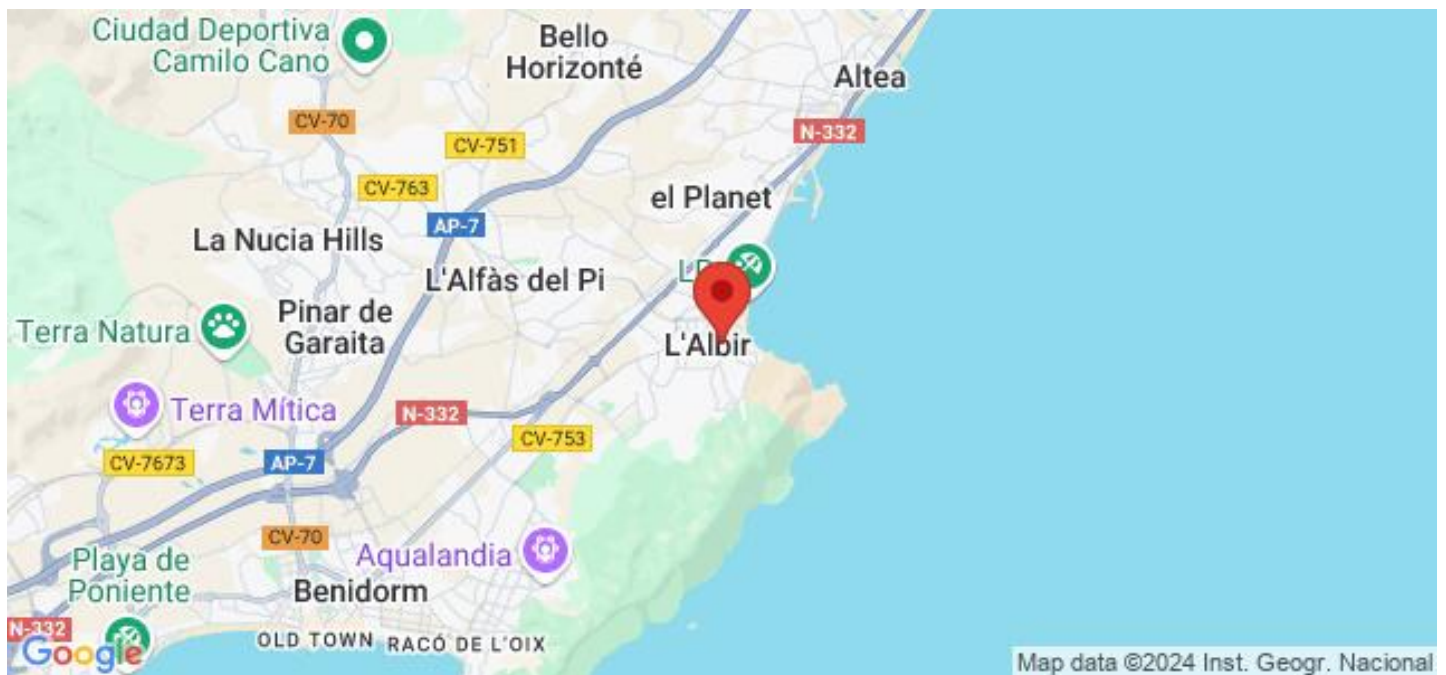 Ciudad Deportiva
Camilo Cano
Bello
Horizonté
Altea
CV-70
N-332
CV-751
CV-763
el Planet
AP-7
La Nucia Hills
L'Alfàs del Pi
Pinar de
Garaita
Terra Natura
L'Albir
Terra Mítica
N-332
CV-753
CV-7673
AP-7
CV-70
Aqualandia
Playa de
Poniente
Benidorm
N-332
OLD TOWN
RACÓ DE L'OIX
Google
Map data ©2024 Inst. Geogr. Nacional